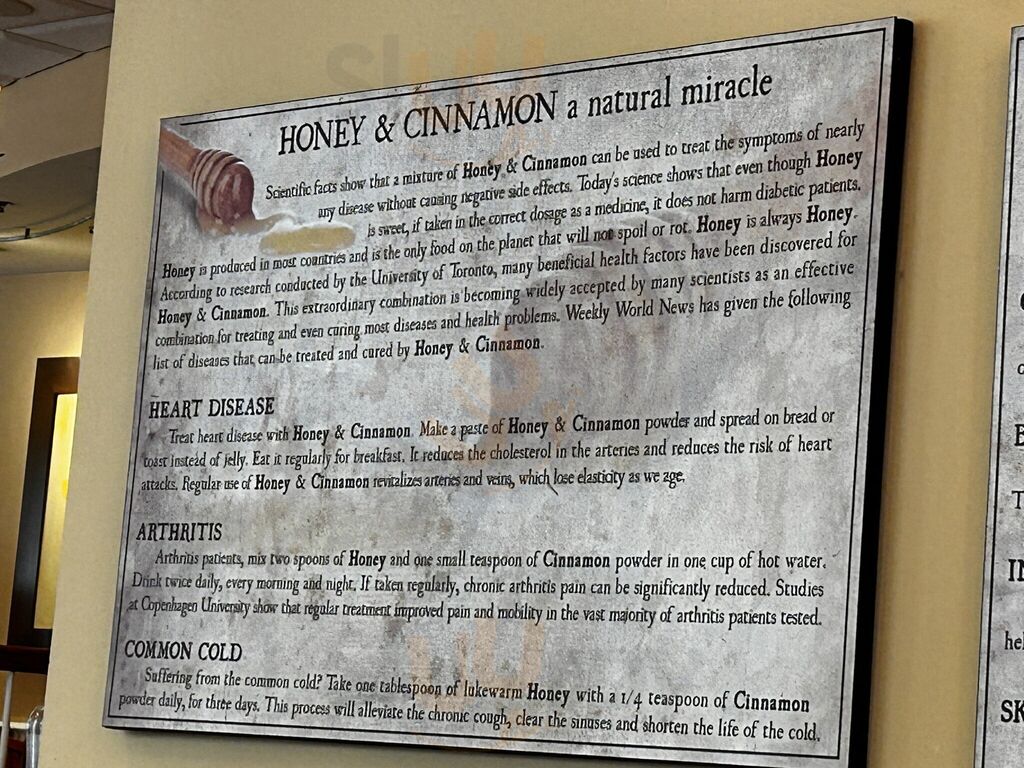 HONEY & CINNAMON a natural miracle
Scientific facts show that a mixture of Honey & Cinnamon can be used to treat the symptoms of nearly
any disease without causing negative side effects. Today's science shows that even though Honey
is sweet, if taken in the correct dosage as a medicine, it does not harm diabetic patients.
Honey is produced in most countries and is the only food on the planet that will not spoil or rot. Honey is always Honey.
According to research conducted by the University of Toronto, many beneficial health factors have been discovered for
Honey & Cinnamon. This extraordinary combination is becoming widely accepted by many scientists as an effective
combination for treating and even curing most diseases and health problems. Weekly World News has given the following
list of diseases that can be treated and cured by Honey & Cinnamon.
HEART DISEASE
Treat heart disease with Honey & Cinnamon. Make a paste of Honey & Cinnamon powder and spread on bread or
toast instead of jelly. Eat it regularly for breakfast. It reduces the cholesterol in the arteries and reduces the risk of heart
attacks. Regular use of Honey & Cinnamon revitalizes arteries and veins, which lose elasticity as we age.
ARTHRITIS
Arthritis patients, mix two spoons of Honey and one small teaspoon of Cinnamon powder in one cup of hot water.
Drink twice daily, every morning and night. If taken regularly, chronic arthritis pain can be significantly reduced. Studies
at Copenhagen University show that regular treatment improved pain and mobility in the vast majority of arthritis patients tested.
COMMON COLD
Suffering from the common cold? Take one tablespoon of lukewarm Honey with a 1/4 teaspoon of Cinnamon
powder daily, for three days. This process will alleviate the chronic cough, clear the sinuses and shorten the life of the cold.